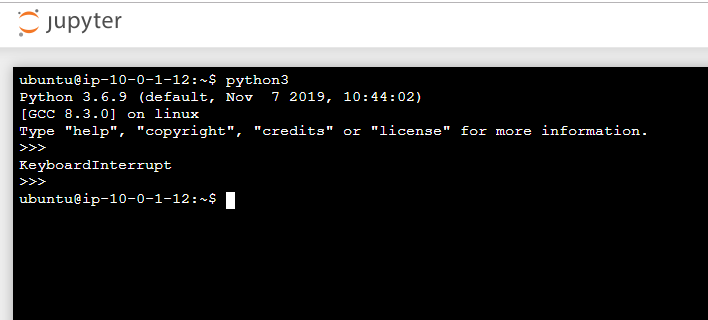 jupyter
ubuntu@ip-10-0-1-12:~$ python3
Python 3.6.9 (default, Nov  7 2019, 10:44:02)
[GCC 8.3.0] on linux
Type "help", "copyright", "credits" or "license" for more information.
>>>
KeyboardInterrupt
>>>
ubuntu@ip-10-0-1-12:~$